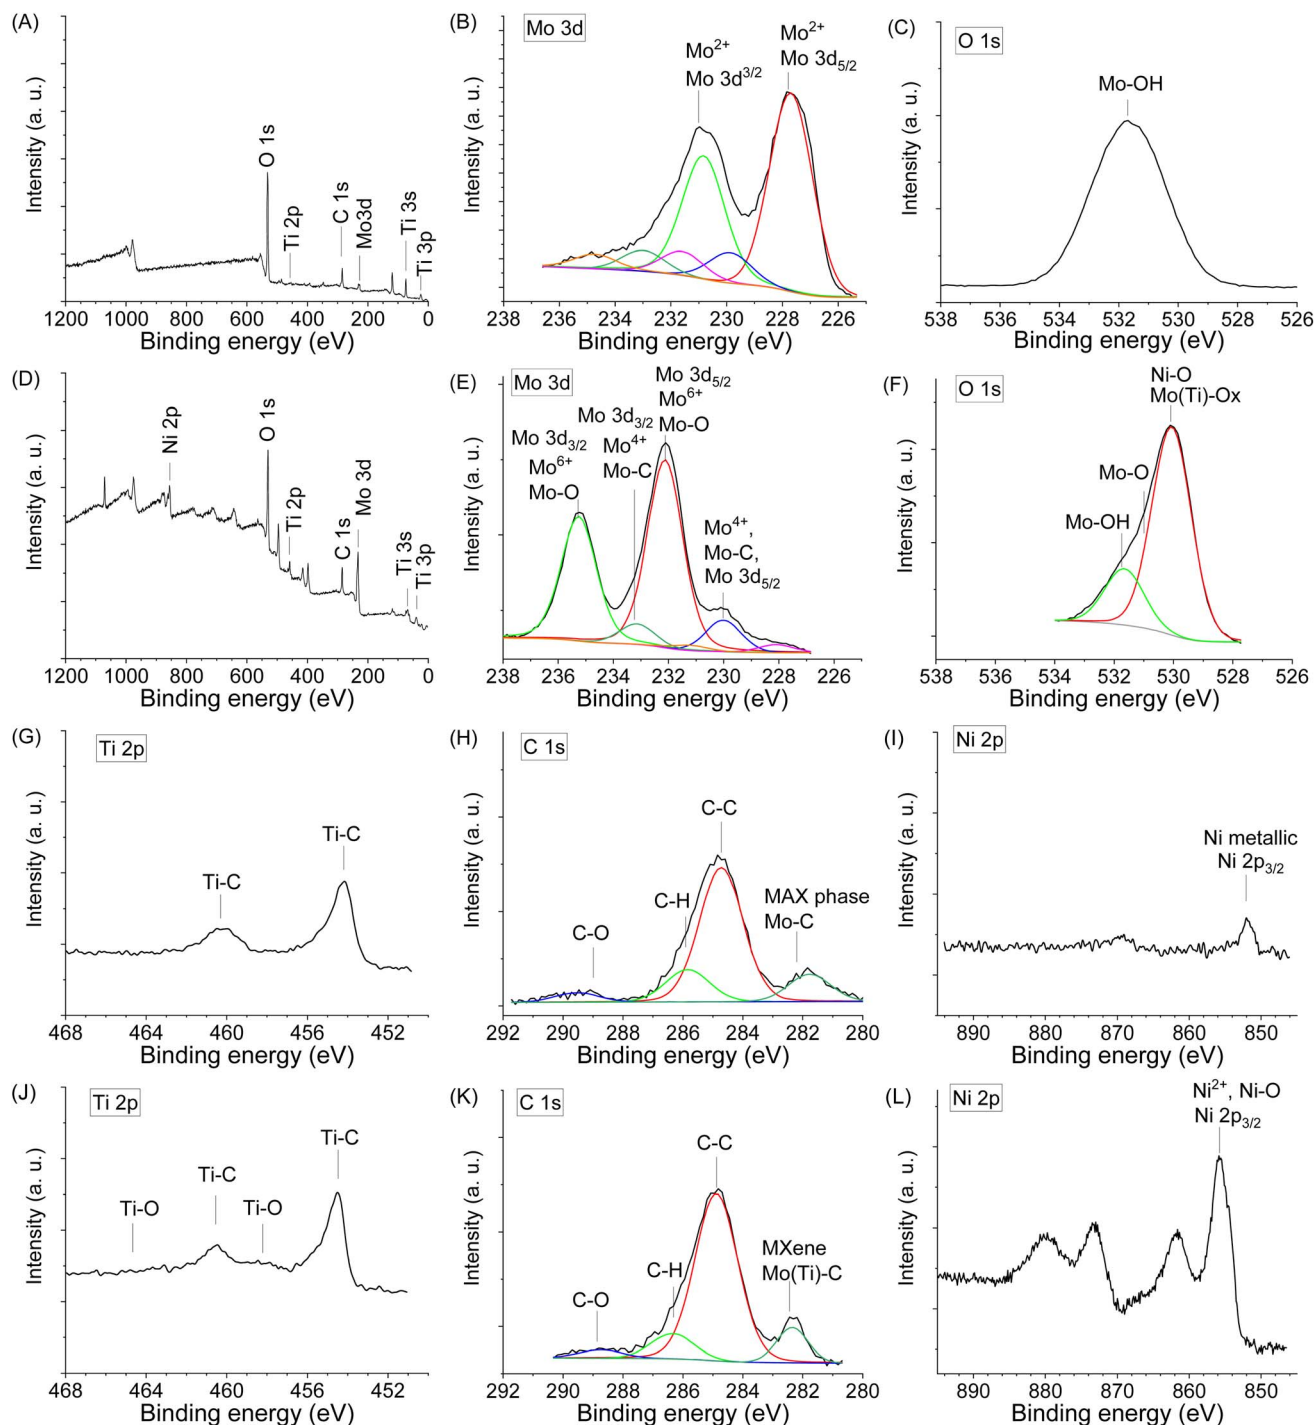 (A)
O 1s
Ti 2p
C 1s
Mo3d
Ti 3s
Ti 3p
Intensity (a. u.)
1200 1000 800 600 400 200 0
Binding energy (eV)
(B)
Mo 3d
Mo²⁺
Mo 3d³/²
Mo²⁺
Mo 3d₅/₂
Intensity (a. u.)
238 236 234 232 230 228 226
Binding energy (eV)
(C)
O 1s
Mo-OH
Intensity (a. u.)
538 536 534 532 530 528 526
Binding energy (eV)
(D)
Ni 2p
O 1s
Ti 2p
C 1s
Mo 3d
Ti 3s
Ti 3p
Intensity (a. u.)
1200 1000 800 600 400 200 0
Binding energy (eV)
(E)
Mo 3d
Mo 3d₃/₂
Mo⁶⁺
Mo-O
Mo 3d₃/₂
Mo⁴⁺
Mo-C
Mo 3d₅/₂
Mo⁶⁺
Mo-O
Mo⁴⁺,
Mo-C,
Mo 3d₅/₂
Intensity (a. u.)
238 236 234 232 230 228 226 224
Binding energy (eV)
(F)
O 1s
Ni-O
Mo(Ti)-Ox
Mo-O
Mo-OH
Intensity (a. u.)
538 536 534 532 530 528 526
Binding energy (eV)
(G)
Ti 2p
Ti-C
Ti-C
Intensity (a. u.)
468 464 460 456 452
Binding energy (eV)
(H)
C 1s
C-C
C-H
C-O
MAX phase
Mo-C
Intensity (a. u.)
292 290 288 286 284 282 280
Binding energy (eV)
(I)
Ni 2p
Ni metallic
Ni 2p₃/₂
Intensity (a. u.)
890 880 870 860 850
Binding energy (eV)
(J)
Ti 2p
Ti-O
Ti-C
Ti-O
Ti-C
Intensity (a. u.)
468 464 460 456 452
Binding energy (eV)
(K)
C 1s
C-C
C-H
C-O
MXene
Mo(Ti)-C
Intensity (a. u.)
292 290 288 286 284 282 280
Binding energy (eV)
(L)
Ni 2p
Ni²⁺, Ni-O
Ni 2p₃/₂
Intensity (a. u.)
890 880 870 860 850
Binding energy (eV)